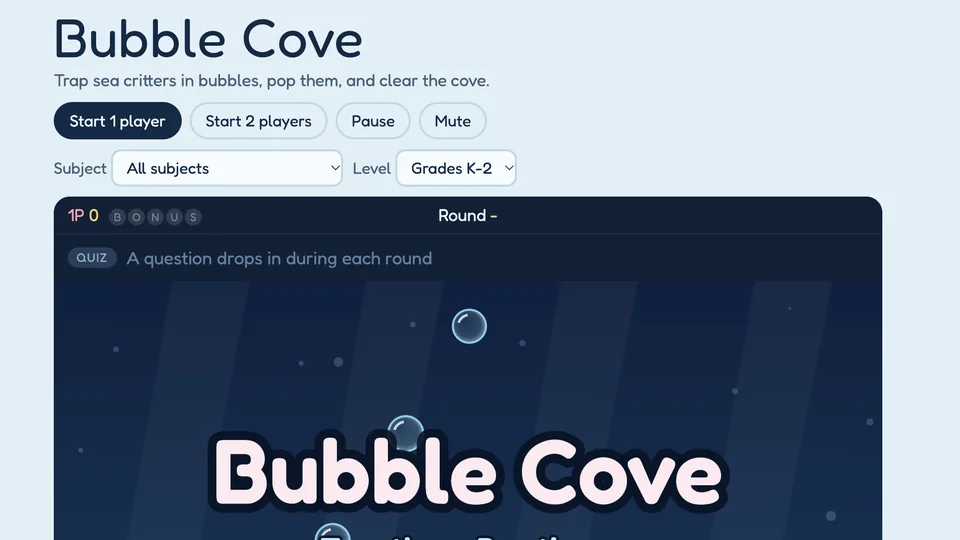 Bubble Cove
Trap sea critters in bubbles, pop them, and clear the cove.
Start 1 player Start 2 players Pause Mute
Subject All subjects Level Grades K-2
1P 0 B O N U S Round -
QUIZ A question drops in during each round
Bubble Cove